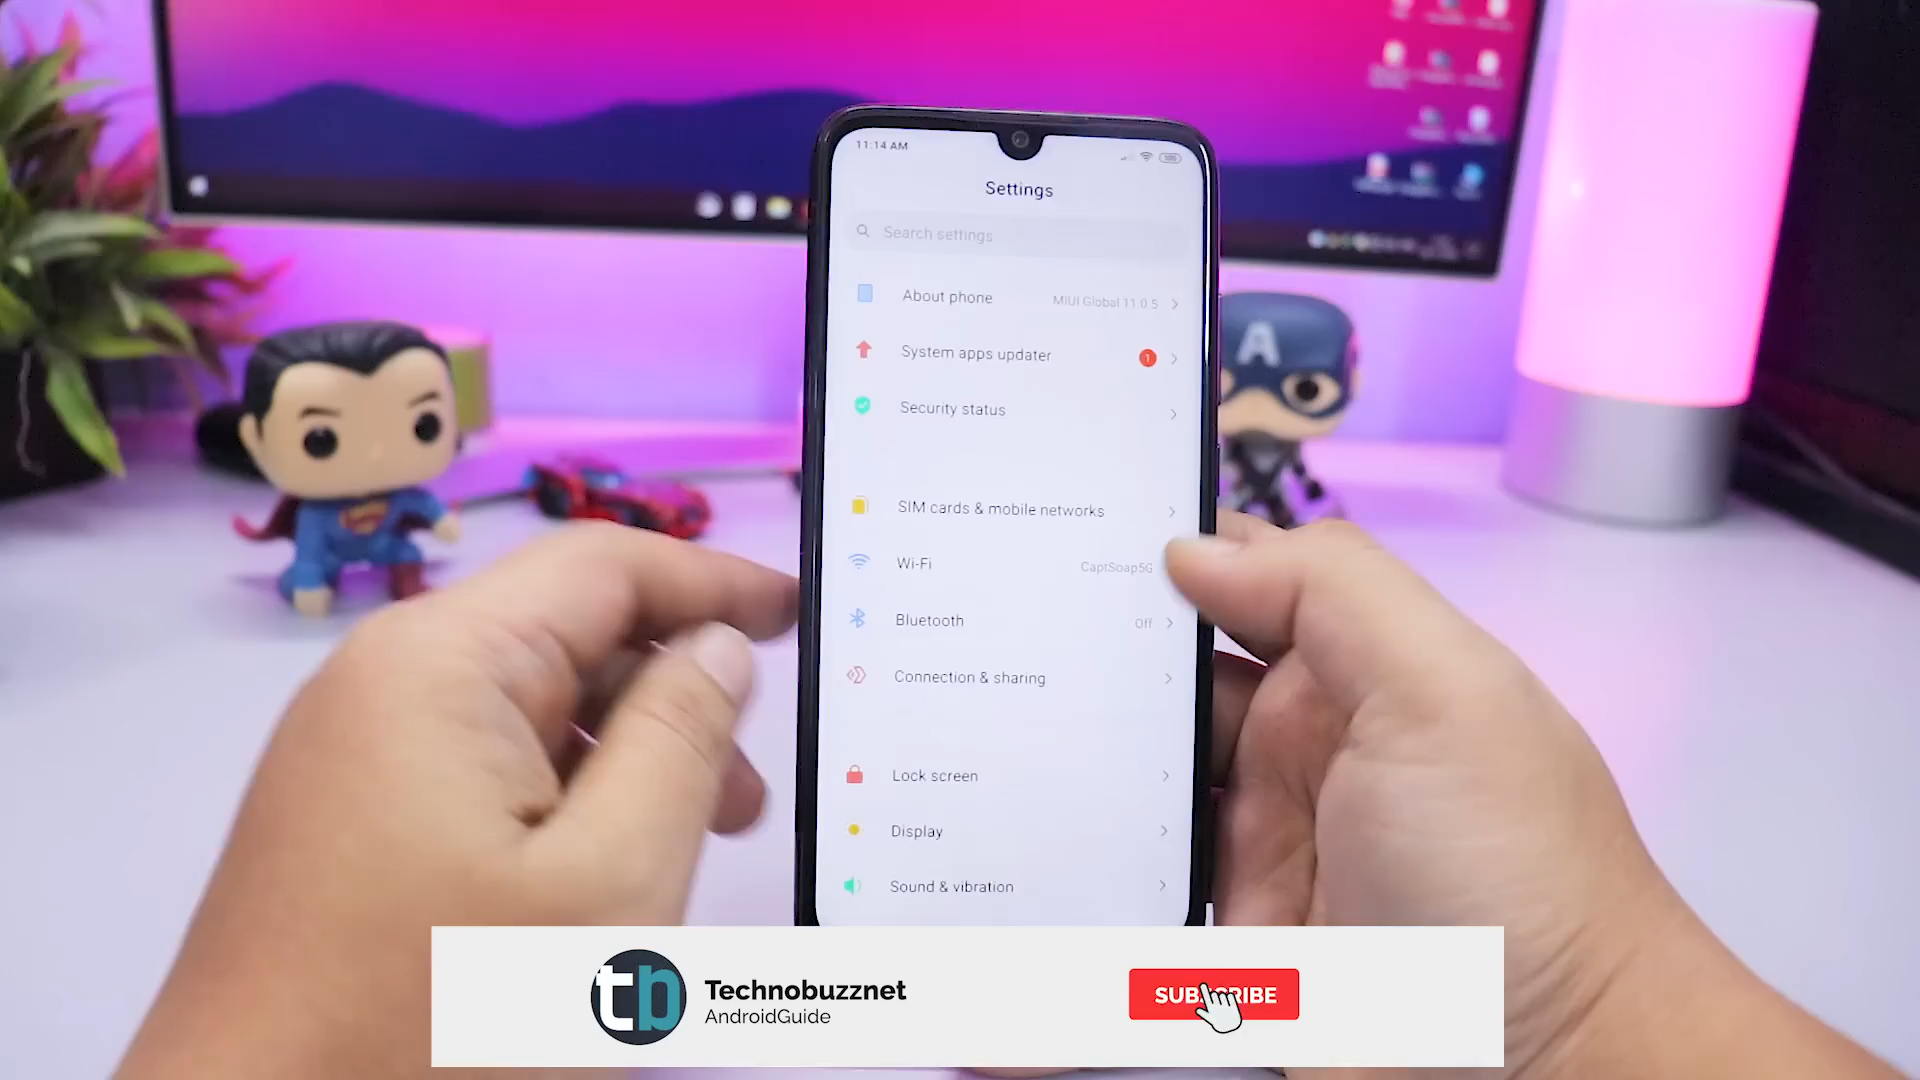 11:14 AM
100
Settings
Search settings
About phone
MIUI Global 11.0.5
System apps updater
1
Security status
SIM cards & mobile networks
Wi-Fi
CaptSoap5G
Bluetooth
Off
Connection & sharing
Lock screen
Display
Sound & vibration
A
tb
Technobuzznet
AndroidGuide
SUBSCRIBE